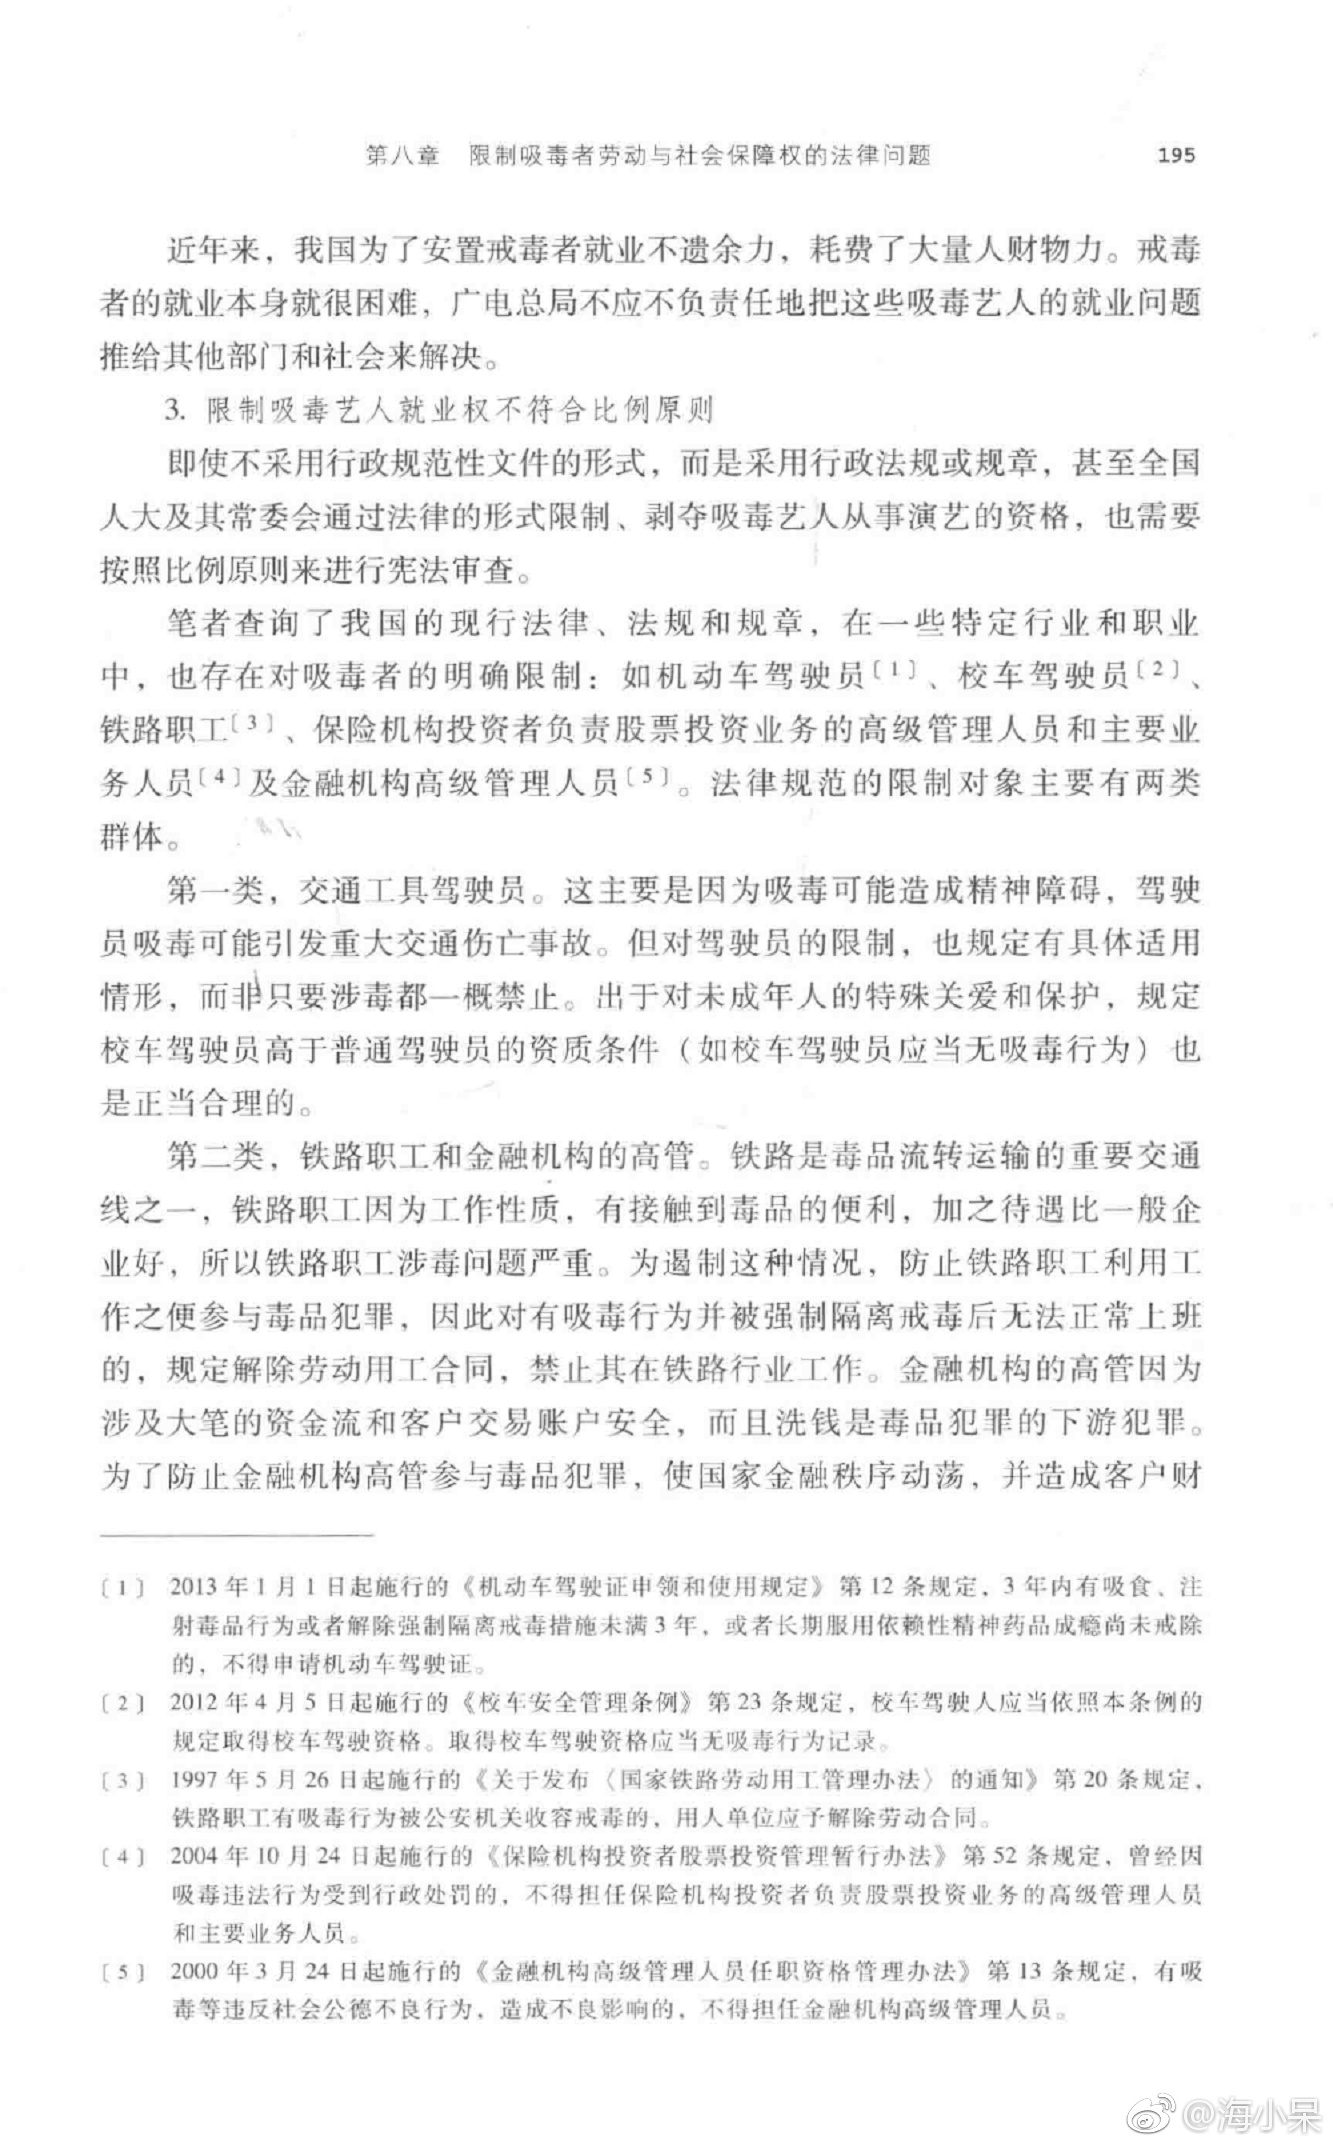 第八章 限制吸毒者劳动与社会保障权的法律问题 195
近年来，我国为了安置戒毒者就业不遗余力，耗费了大量人财物力。戒毒
者的就业本身就很困难，广电总局不应不负责任地把这些吸毒艺人的就业问题
推给其他部门和社会来解决。
3. 限制吸毒艺人就业权不符合比例原则
即使不采用行政规范性文件的形式，而是采用行政法规或规章，甚至全国
人大及其常委会通过法律的形式限制、剥夺吸毒艺人从事演艺的资格，也需要
按照比例原则来进行宪法审查。
笔者查询了我国的现行法律、法规和规章，在一些特定行业和职业
中，也存在对吸毒者的明确限制：如机动车驾驶员〔1〕、校车驾驶员〔2〕、
铁路职工〔3〕、保险机构投资者负责股票投资业务的高级管理人员和主要业
务人员〔4〕及金融机构高级管理人员〔5〕。法律规范的限制对象主要有两类
群体。
第一类，交通工具驾驶员。这主要是因为吸毒可能造成精神障碍，驾驶
员吸毒可能引发重大交通伤亡事故。但对驾驶员的限制，也规定有具体适用
情形，而非只要涉毒都一概禁止。出于对未成年人的特殊关爱和保护，规定
校车驾驶员高于普通驾驶员的资质条件（如校车驾驶员应当无吸毒行为）也
是正当合理的。
第二类，铁路职工和金融机构的高管。铁路是毒品流转运输的重要交通
线之一，铁路职工因为工作性质，有接触到毒品的便利，加之待遇比一般企
业好，所以铁路职工涉毒问题严重。为遏制这种情况，防止铁路职工利用工
作之便参与毒品犯罪，因此对有吸毒行为并被强制隔离戒毒后无法正常上班
的，规定解除劳动用工合同，禁止其在铁路行业工作。金融机构的高管因为
涉及大笔的资金流和客户交易账户安全，而且洗钱是毒品犯罪的下游犯罪。
为了防止金融机构高管参与毒品犯罪，使国家金融秩序动荡，并造成客户财
〔1〕 2013 年 1 月 1 日起施行的《机动车驾驶证申领和使用规定》第 12 条规定，3 年内有吸食、注
射毒品行为或者解除强制隔离戒毒措施未满 3 年，或者长期服用依赖性精神药品成瘾尚未戒除
的，不得申请机动车驾驶证。
〔2〕 2012 年 4 月 5 日起施行的《校车安全管理条例》第 23 条规定，校车驾驶人应当依照本条例的
规定取得校车驾驶资格。取得校车驾驶资格应当无吸毒行为记录。
〔3〕 1997 年 5 月 26 日起施行的《关于发布〈国家铁路劳动用工管理办法〉的通知》第 20 条规定，
铁路职工有吸毒行为被公安机关收容戒毒的，用人单位应予解除劳动合同。
〔4〕 2004 年 10 月 24 日起施行的《保险机构投资者股票投资管理暂行办法》第 52 条规定，曾经因
吸毒违法行为受到行政处罚的，不得担任保险机构投资者负责股票投资业务的高级管理人员
和主要业务人员。
〔5〕 2000 年 3 月 24 日起施行的《金融机构高级管理人员任职资格管理办法》第 13 条规定，有吸
毒等违反社会公德不良行为，造成不良影响的，不得担任金融机构高级管理人员。
@海小呆